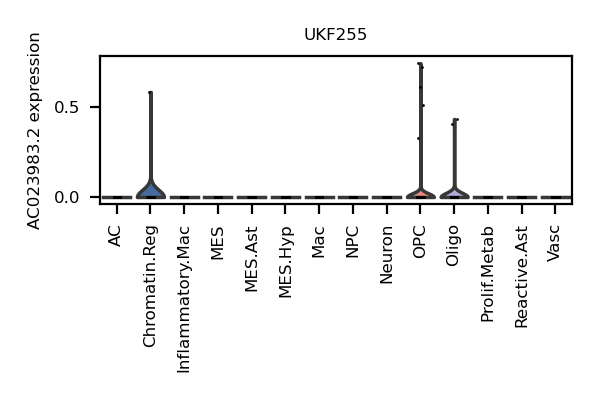 UKF255
AC023983.2 expression
0.5
0.0
AC
Chromatin.Reg
Inflammatory.Mac
MES
MES.Ast
MES.Hyp
Mac
NPC
Neuron
OPC
Oligo
Prolif.Metab
Reactive.Ast
Vasc